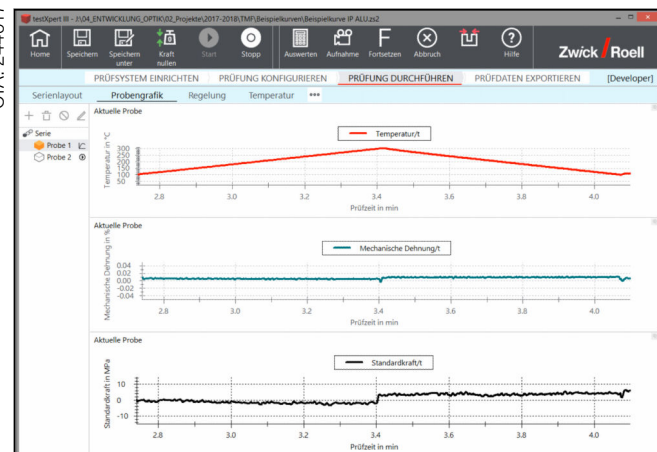 testXpert III - J:\04_ENTWICKLUNG_OPTIK\02_Projekte\2017-2018\TMF\Beispielkurven\Beispielkurve IP ALU.zs2
Home
Speichern
Speichern unter
Kraft nullen
Start
Stopp
Auswerten
Aufnahme
Fortsetzen
Abbruch
Hilfe
Zwick Roell
PRÜFSYSTEM EINRICHTEN PRÜFUNG KONFIGURIEREN PRÜFUNG DURCHFÜHREN PRÜFDATEN EXPORTIEREN [Developer]
Serienlayout Probengrafik Regelung Temperatur •••
Serie
Probe 1
Probe 2
Aktuelle Probe
Temperatur/t
Temperatur in °C
300
250
200
150
100
50
2.8 3.0 3.2 3.4 3.6 3.8 4.0
Prüfzeit in min
Aktuelle Probe
Mechanische Dehnung/t
Mechanische Dehnung in %
0.04
0.02
0.00
-0.02
-0.04
2.8 3.0 3.2 3.4 3.6 3.8 4.0
Prüfzeit in min
Aktuelle Probe
Standardkraft/t
Standardkraft in MPa
10
0
-10
2.8 3.0 3.2 3.4 3.6 3.8 4.0
Prüfzeit in min